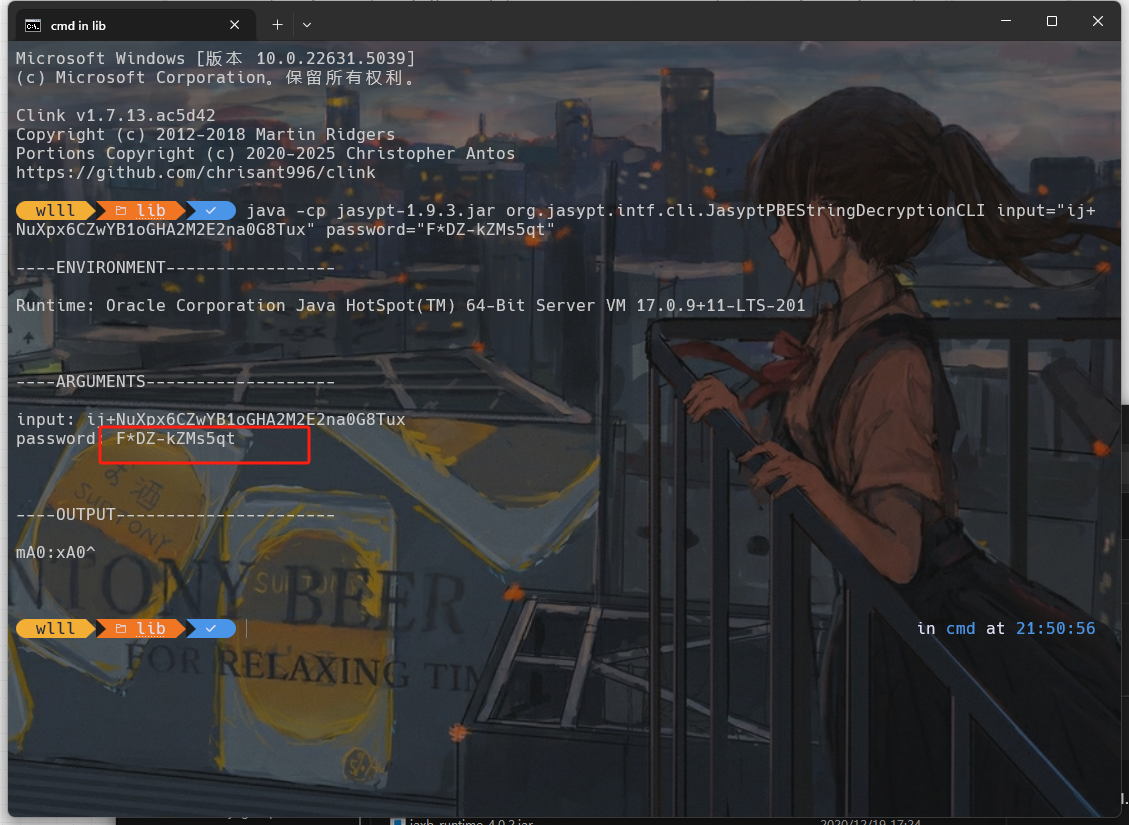 cmd in lib
Microsoft Windows [版本 10.0.22631.5039]
(c) Microsoft Corporation。保留所有权利。
Clink v1.7.13.ac5d42
Copyright (c) 2012-2018 Martin Ridgers
Portions Copyright (c) 2020-2025 Christopher Antos
https://github.com/chrisant996/clink
wlll lib java -cp jasypt-1.9.3.jar org.jasypt.intf.cli.JasyptPBEStringDecryptionCLI input="ij+
NuXpx6CZwYB1oGHA2M2E2na0G8Tux" password="F*DZ-kZMs5qt"
----ENVIRONMENT-----------------
Runtime: Oracle Corporation Java HotSpot(TM) 64-Bit Server VM 17.0.9+11-LTS-201
----ARGUMENTS-------------------
input: ij+NuXpx6CZwYB1oGHA2M2E2na0G8Tux
password: F*DZ-kZMs5qt
----OUTPUT----------------------
mA0:xA0^
wlll lib in cmd at 21:50:56
お酒
SUNTORY
SUNTORY
NTONY BEER
FOR RELAXING TIM
jaxb-runtime-4.0.2.jar
2020/12/19 17:24